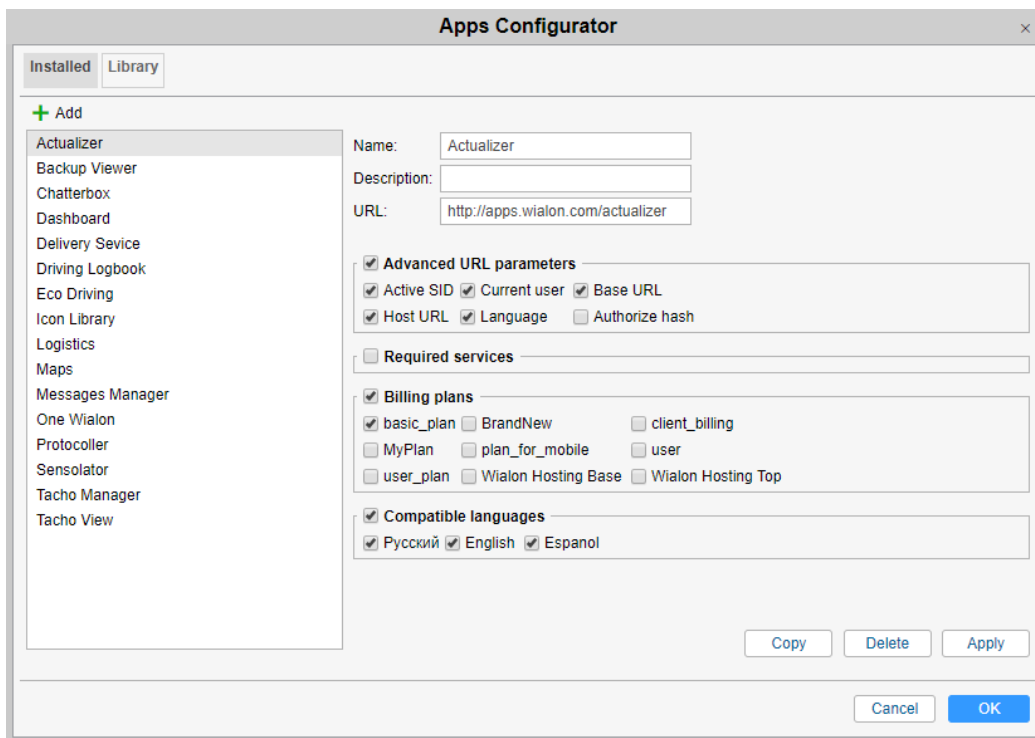 Apps Configurator
Installed Library
Add
Actualizer
Backup Viewer
Chatterbox
Dashboard
Delivery Sevice
Driving Logbook
Eco Driving
Icon Library
Logistics
Maps
Messages Manager
One Wialon
Protocoller
Sensolator
Tacho Manager
Tacho View
Name: Actualizer
Description:
URL: http://apps.wialon.com/actualizer
Advanced URL parameters
Active SID Current user Base URL
Host URL Language Authorize hash
Required services
Billing plans
basic_plan BrandNew client_billing
MyPlan plan_for_mobile user
user_plan Wialon Hosting Base Wialon Hosting Top
Compatible languages
Русский English Espanol
Copy Delete Apply
Cancel OK